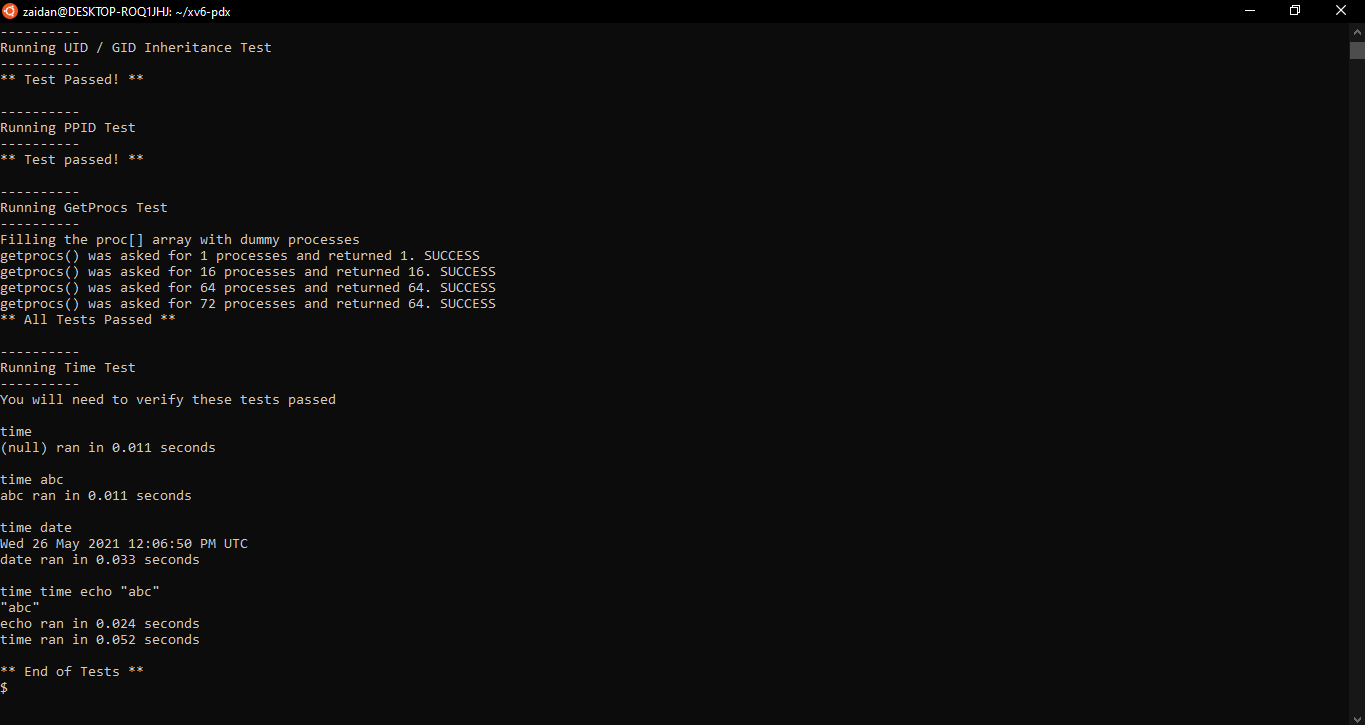 zaidan@DESKTOP-ROQ1JHJ: ~/xv6-pdx
----------
Running UID / GID Inheritance Test
----------
** Test Passed! **

----------
Running PPID Test
----------
** Test passed! **

----------
Running GetProcs Test
----------
Filling the proc[] array with dummy processes
getprocs() was asked for 1 processes and returned 1. SUCCESS
getprocs() was asked for 16 processes and returned 16. SUCCESS
getprocs() was asked for 64 processes and returned 64. SUCCESS
getprocs() was asked for 72 processes and returned 64. SUCCESS
** All Tests Passed **

----------
Running Time Test
----------
You will need to verify these tests passed

time
(null) ran in 0.011 seconds

time abc
abc ran in 0.011 seconds

time date
Wed 26 May 2021 12:06:50 PM UTC
date ran in 0.033 seconds

time time echo "abc"
"abc"
echo ran in 0.024 seconds
time ran in 0.052 seconds

** End of Tests **
$